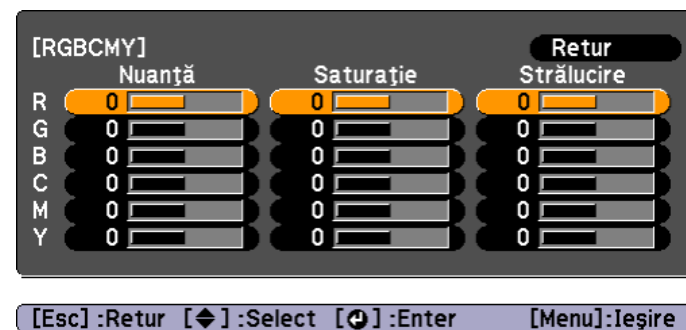 [RGBCMY] Retur
Nuanţă Saturaţie Strălucire
R 0 0 0
G 0 0 0
B 0 0 0
C 0 0 0
M 0 0 0
Y 0 0 0
[Esc] :Retur [◆] :Select [⏎] :Enter [Menu]:Ieşire